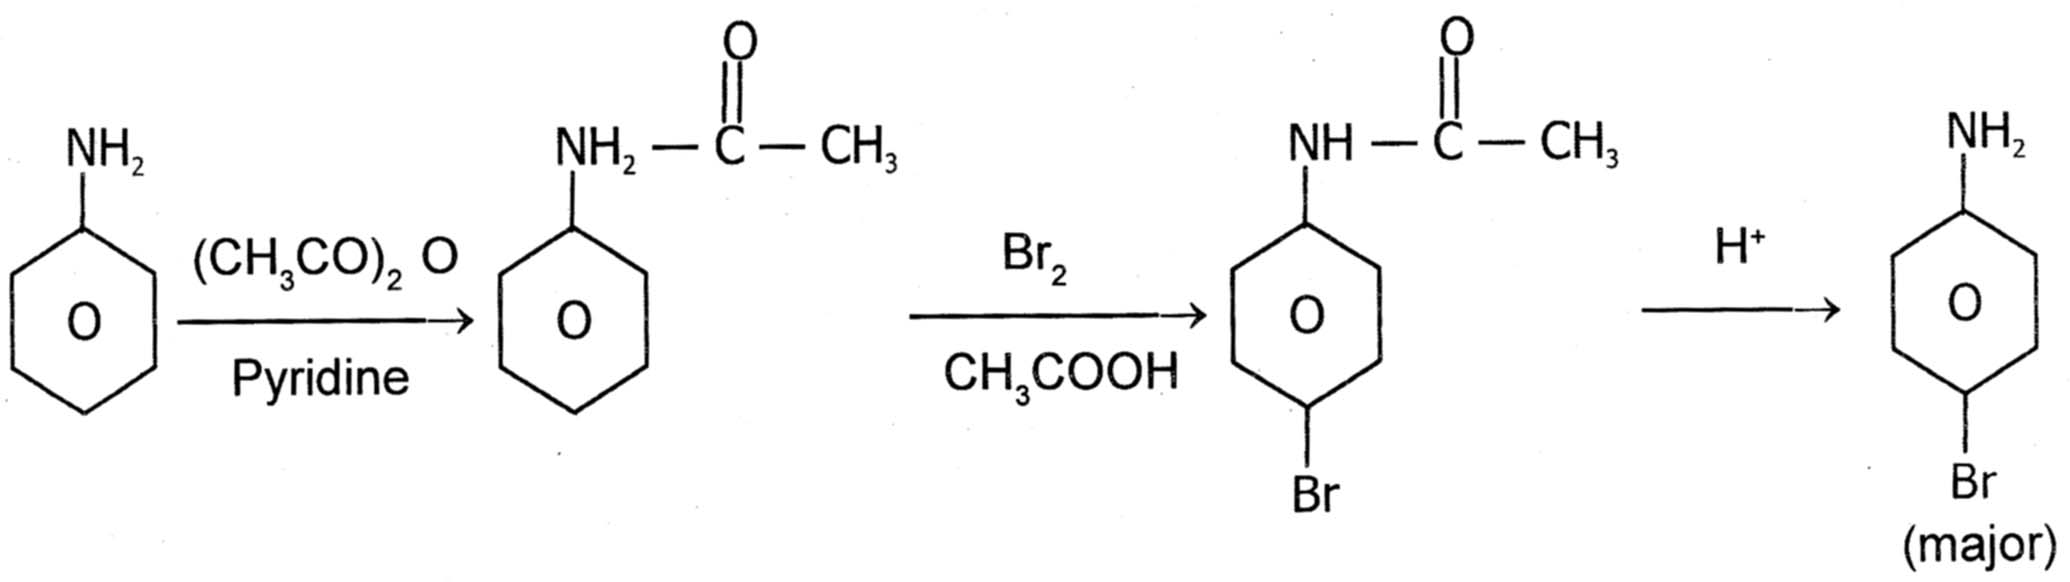 NH₂
O
(CH₃CO)₂ O
Pyridine
O
NH₂ — C — CH₃
O
Br₂
CH₃COOH
O
NH — C — CH₃
O
Br
H⁺
NH₂
O
Br
(major)